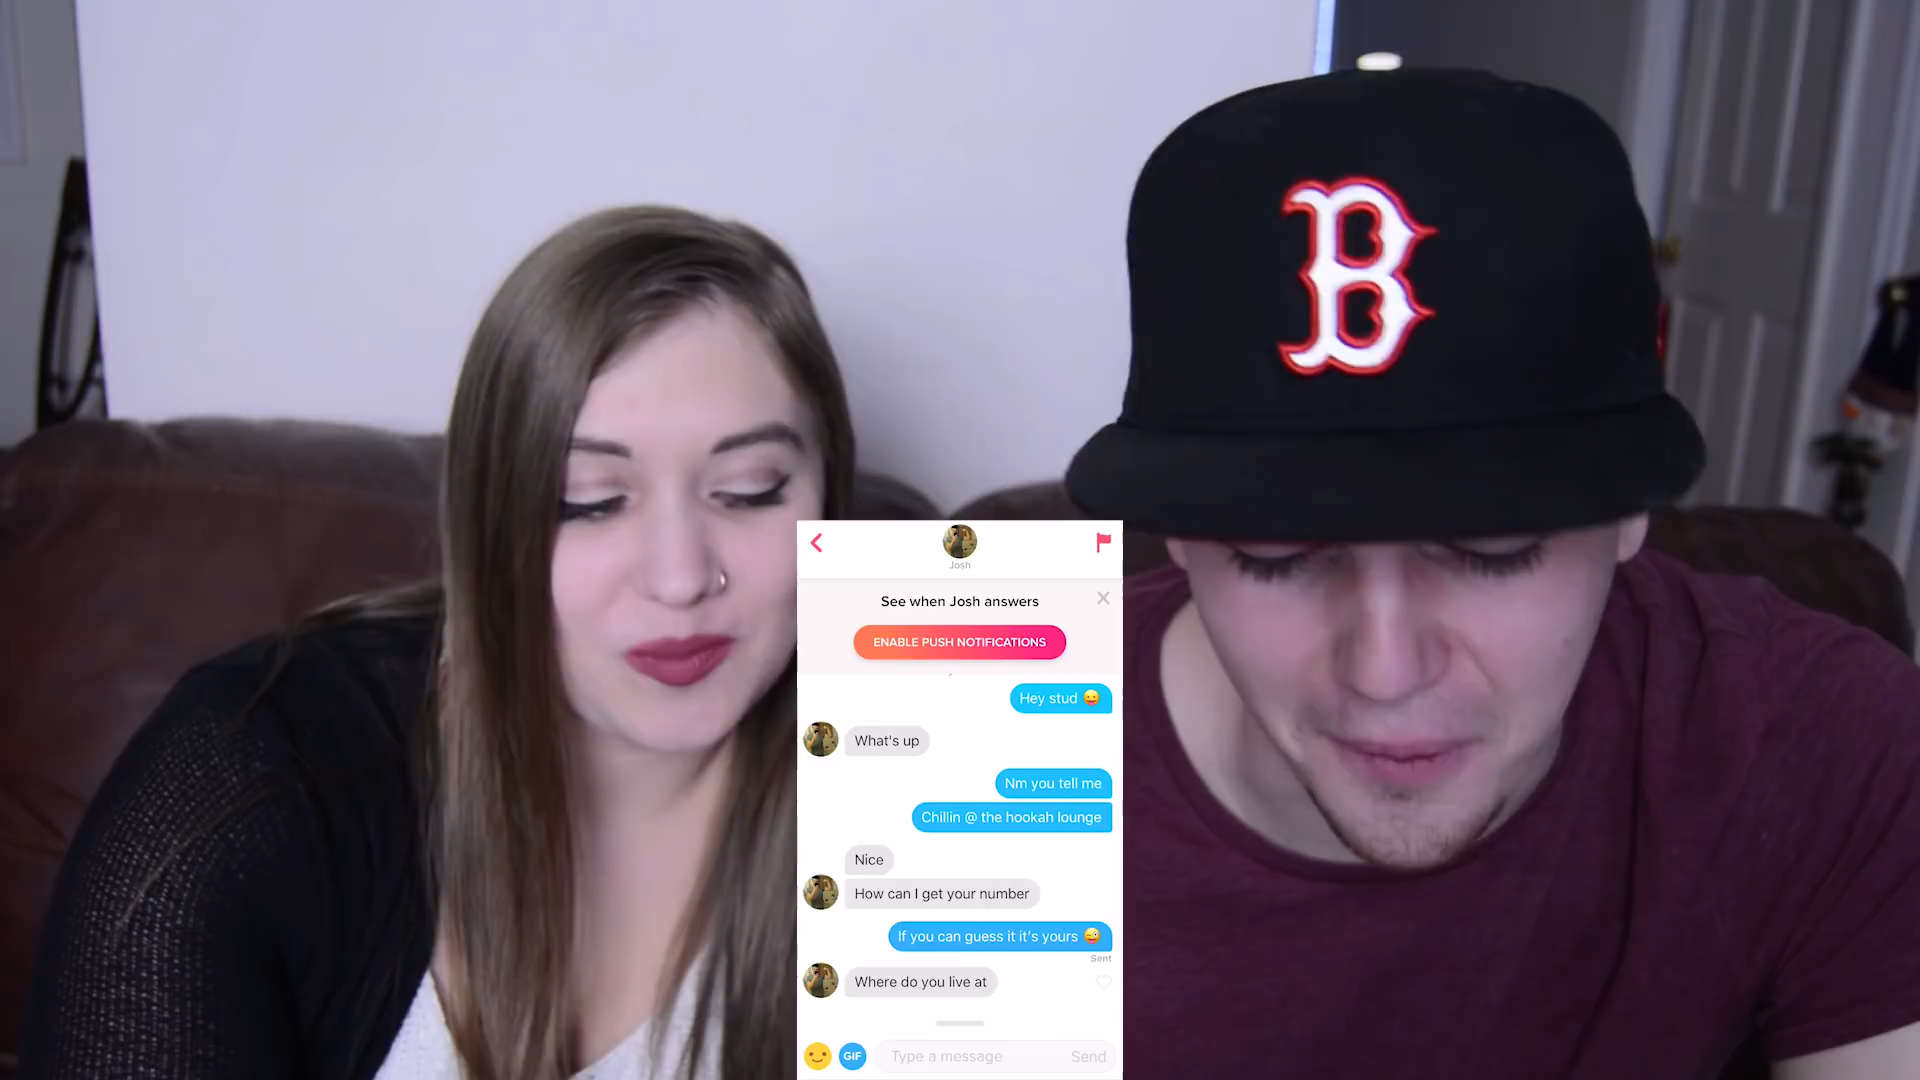 B
Josh
See when Josh answers
ENABLE PUSH NOTIFICATIONS
Hey stud 😛
What's up
Nm you tell me
Chillin @ the hookah lounge
Nice
How can I get your number
If you can guess it it's yours 😜
Sent
Where do you live at
GIF
Type a message
Send